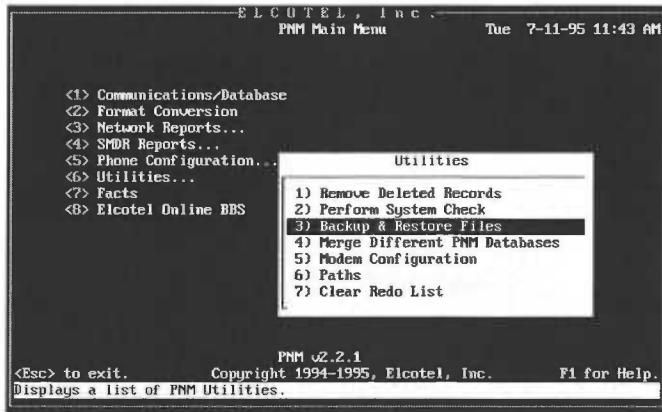 ELCOTEL, Inc.
PNM Main Menu Tue 7-11-95 11:43 AM
<1> Communications/Database
<2> Format Conversion
<3> Network Reports...
<4> SMDR Reports...
<5> Phone Configuration...
<6> Utilities...
<7> Facts
<8> Elcotel Online BBS
Utilities
1) Remove Deleted Records
2) Perform System Check
3) Backup & Restore Files
4) Merge Different PNM Databases
5) Modem Configuration
6) Paths
7) Clear Redo List
PNM v2.2.1
<Esc> to exit. Copyright 1994-1995, Elcotel, Inc. F1 for Help.
Displays a list of PNM Utilities.